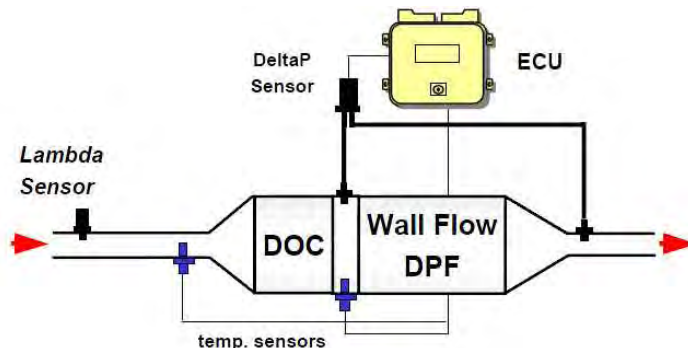 DeltaP
Sensor
ECU
Lambda
Sensor
DOC
Wall Flow
DPF
temp. sensors